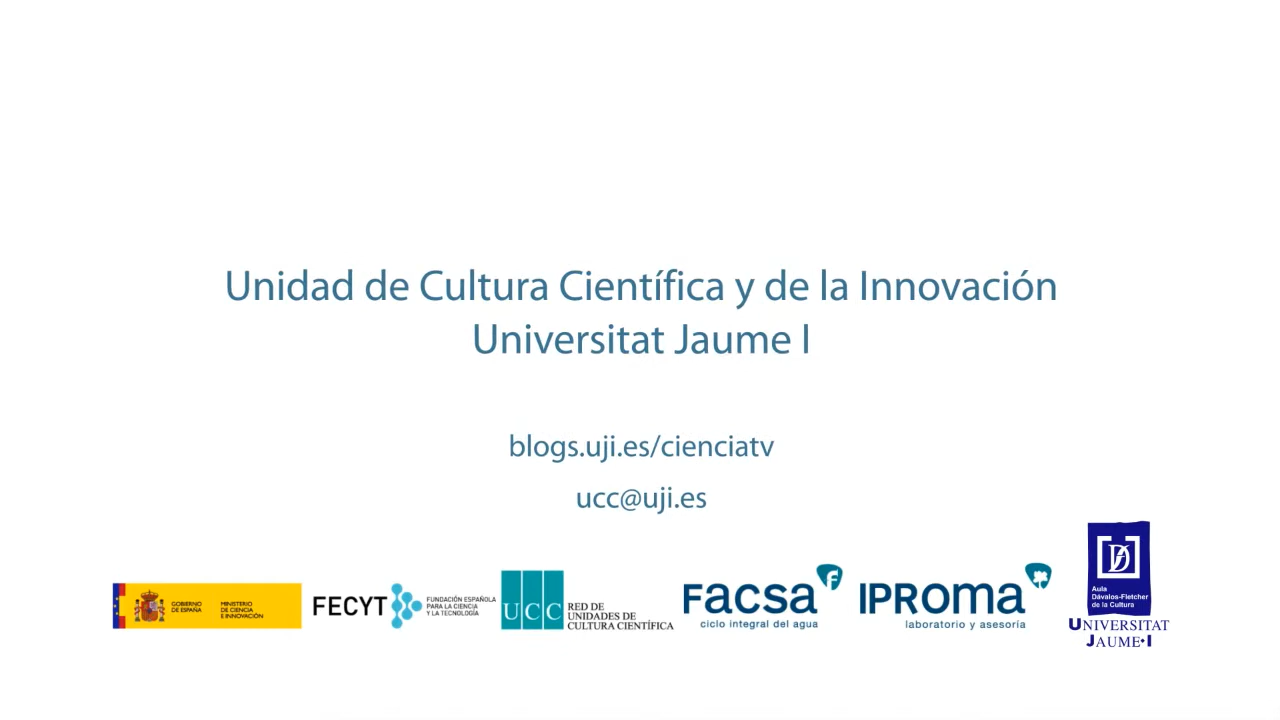 Unidad de Cultura Científica y de la Innovación
Universitat Jaume I
blogs.uji.es/cienciatv
ucc@uji.es
GOBIERNO
DE ESPAÑA
MINISTERIO
DE CIENCIA
E INNOVACIÓN
FECYT
FUNDACIÓN ESPAÑOLA
PARA LA CIENCIA
Y LA TECNOLOGÍA
UCC
RED DE
UNIDADES DE
CULTURA CIENTÍFICA
FACSA
ciclo integral del agua
IPROMA
laboratorio y asesoría
Aula
Dávalos-Fletcher
de la Cultura
UNIVERSITAT
JAUME•I